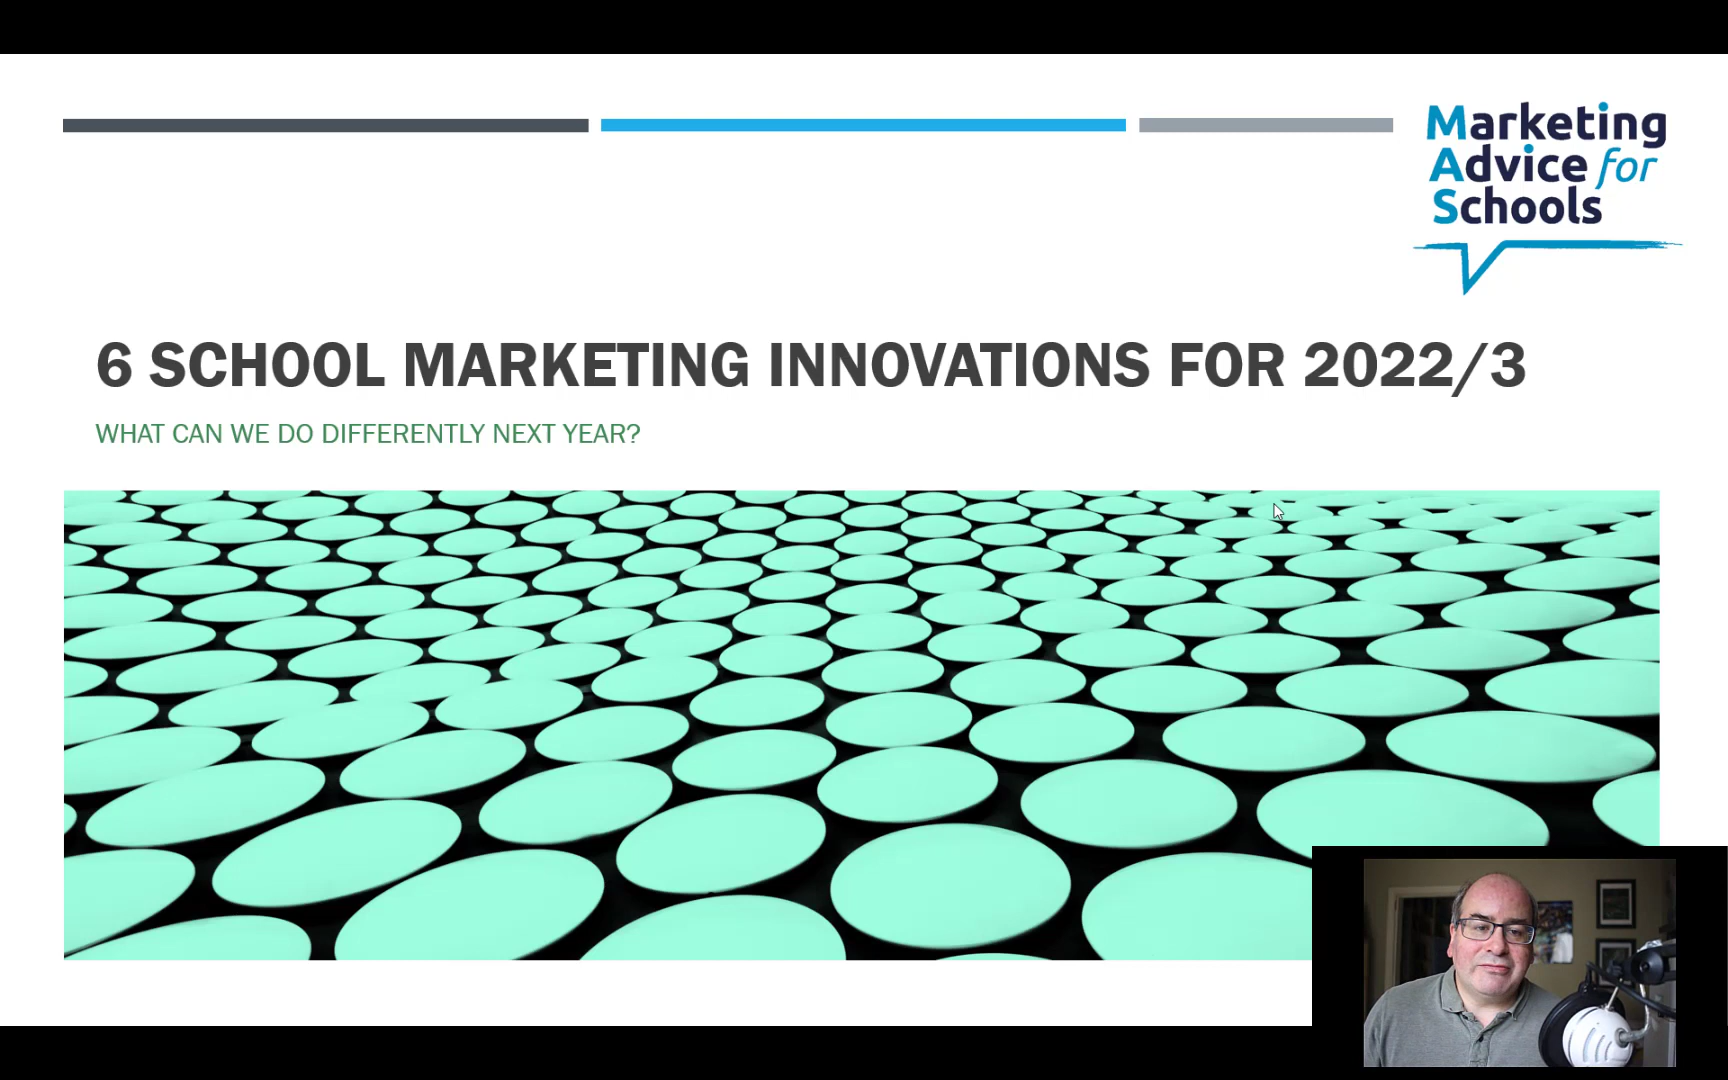 Marketing
Advice for
Schools
6 SCHOOL MARKETING INNOVATIONS FOR 2022/3
WHAT CAN WE DO DIFFERENTLY NEXT YEAR?